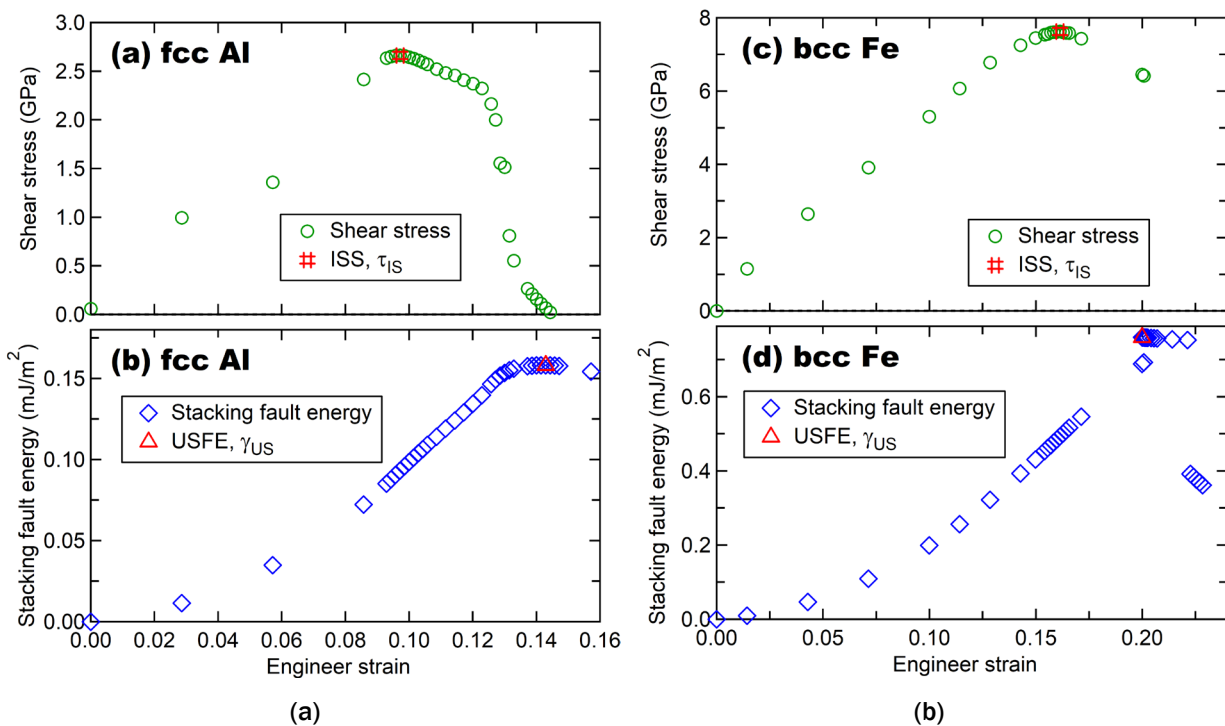 (a) fcc Al
Shear stress (GPa)
3.0
2.5
2.0
1.5
1.0
0.5
0.0
Shear stress
ISS, τIS
(b) fcc Al
Stacking fault energy (mJ/m²)
0.15
0.10
0.05
0.00
Stacking fault energy
USFE, γUS
0.00 0.02 0.04 0.06 0.08 0.10 0.12 0.14 0.16
Engineer strain
(a)
(c) bcc Fe
Shear stress (GPa)
8
6
4
2
0
Shear stress
ISS, τIS
(d) bcc Fe
Stacking fault energy (mJ/m²)
0.6
0.4
0.2
0.0
Stacking fault energy
USFE, γUS
0.00 0.05 0.10 0.15 0.20
Engineer strain
(b)